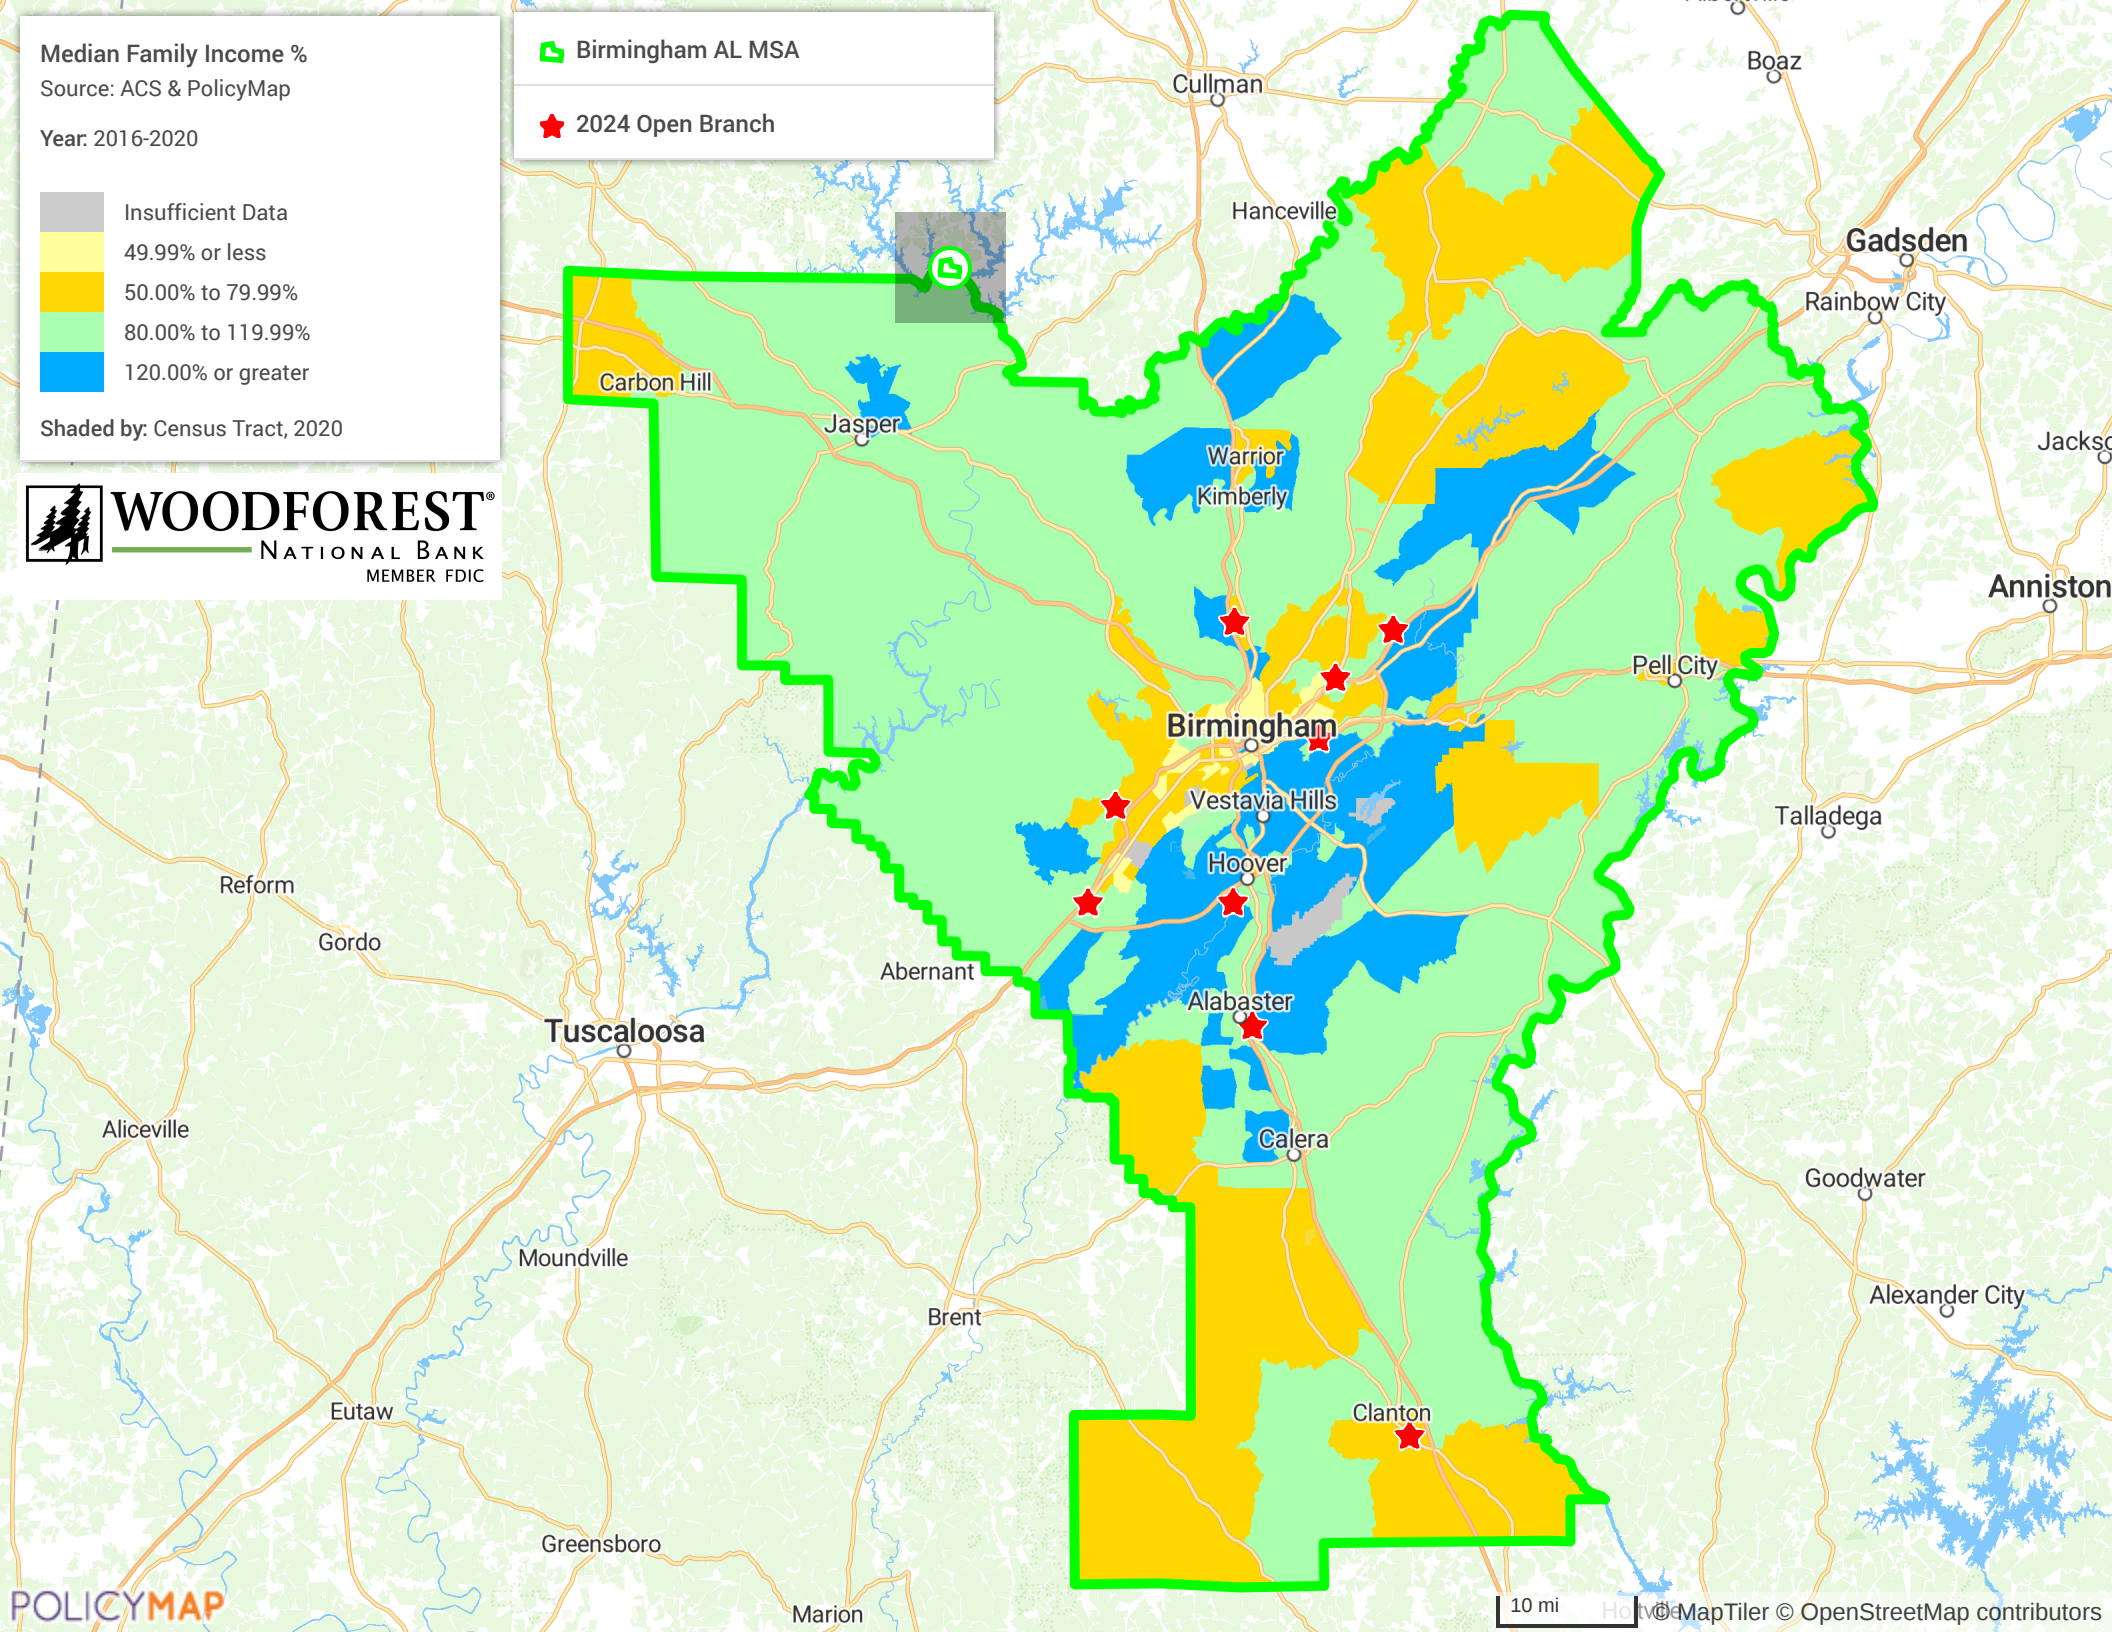 Median Family Income %
Source: ACS & PolicyMap
Year: 2016-2020
Insufficient Data
49.99% or less
50.00% to 79.99%
80.00% to 119.99%
120.00% or greater
Shaded by: Census Tract, 2020
Birmingham AL MSA
2024 Open Branch
WOODFOREST®
NATIONAL BANK
MEMBER FDIC
Boaz
Cullman
Hanceville
Gadsden
Rainbow City
Carbon Hill
Jasper
Warrior
Kimberly
Anniston
Pell City
Birmingham
Vestavia Hills
Talladega
Hoover
Reform
Gordo
Abernant
Alabaster
Tuscaloosa
Aliceville
Calera
Goodwater
Moundville
Alexander City
Brent
Eutaw
Clanton
Greensboro
Marion
POLICYMAP
10 mi
© MapTiler © OpenStreetMap contributors